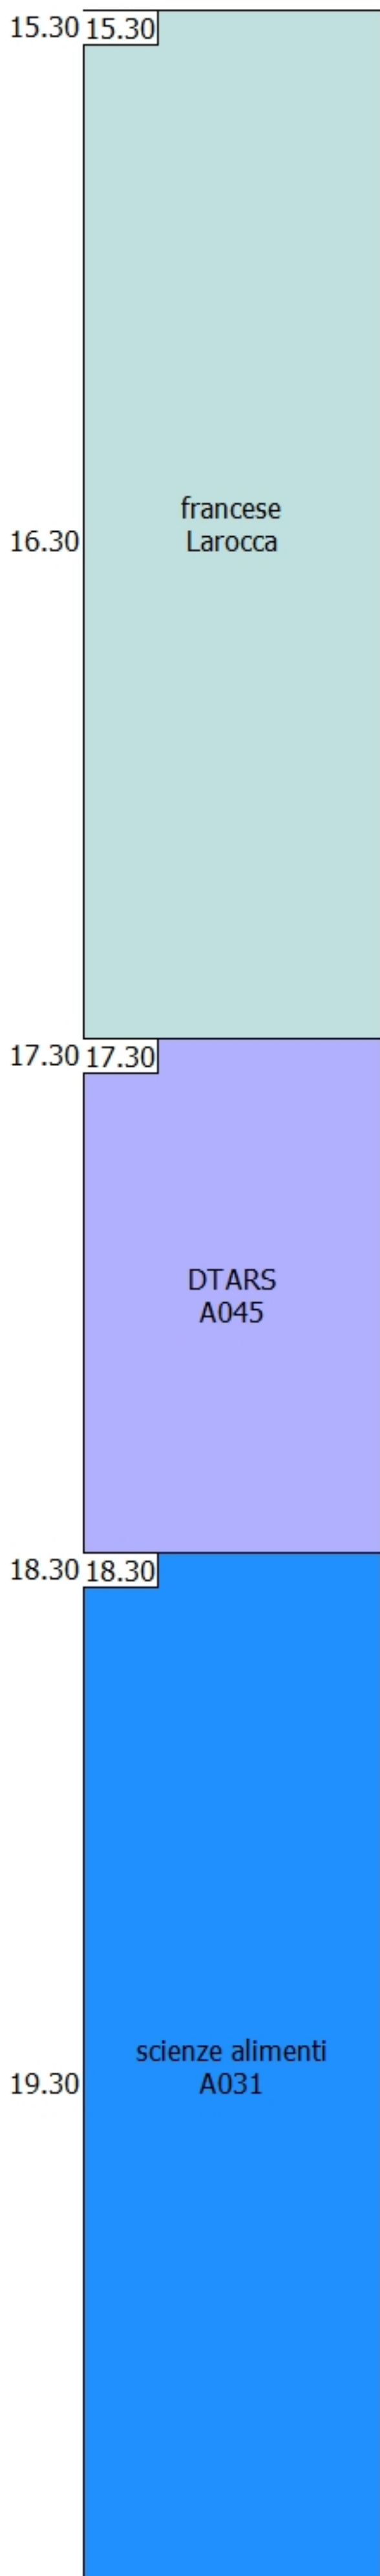 15.30 15.30
francese
16.30 Larocca
17.30 17.30
DTARS
A045
18.30 18.30
scienze alimenti
19.30 A031